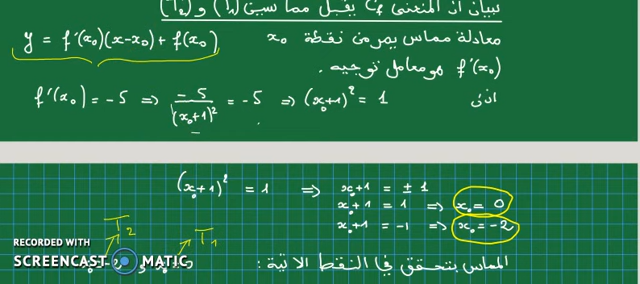 تبيان أن المنحنى Cf يقبل مماسين (T₁) و (T₂)
معادلة مماس يمر من نقطة x₀
y = f'(x₀)(x-x₀) + f(x₀)
f'(x₀) هو معامل توجيه.
اذن f'(x₀) = -5 ⟹ -5/(x₀+1)² = -5 ⟹ (x₀+1)² = 1
(x₀+1)² = 1 ⟹ x₀+1 = ± 1
x₀+1 = 1 ⟹ x₀ = 0
x₀+1 = -1 ⟹ x₀ = -2
T₂ T₁
المماس يتحقق في النقط الاتية :
RECORDED WITH
SCREENCAST MATIC